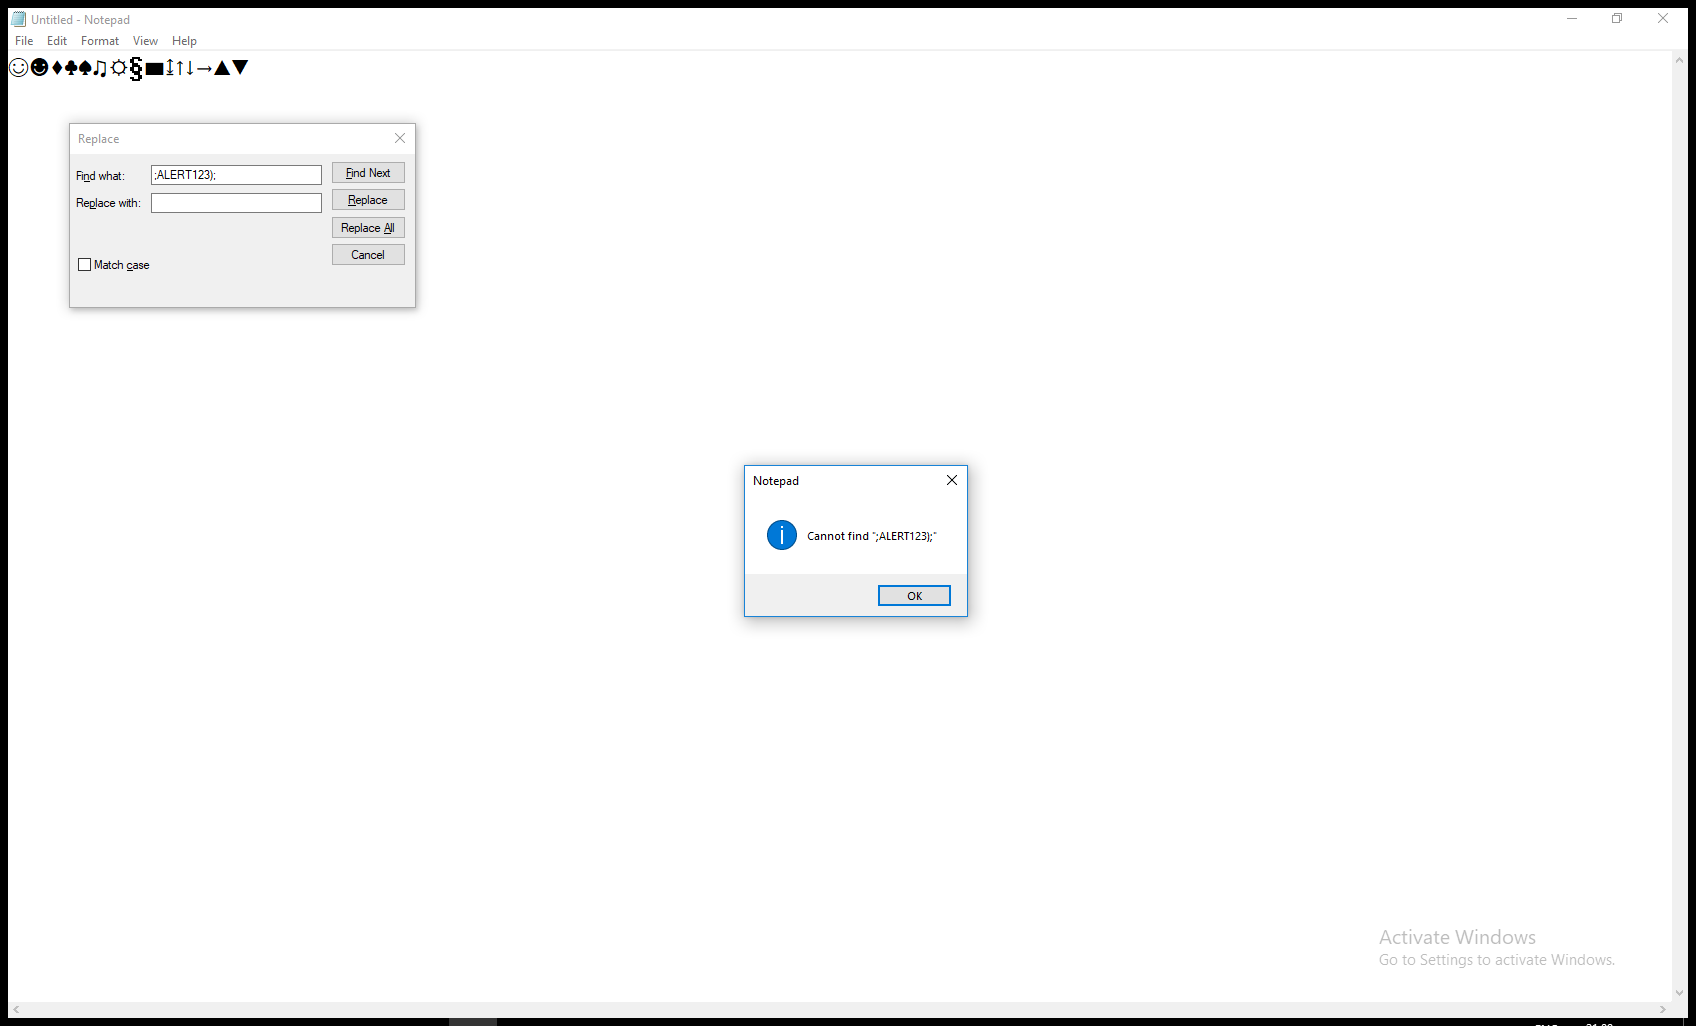 Untitled - Notepad
File Edit Format View Help
☺☻♦♣♠♫☼§■↕↑↓→▲▼
Replace
Find what: ;ALERT123);
Find Next
Replace with:
Replace
Replace All
Cancel
Match case
Notepad
Cannot find ";ALERT123);"
OK
Activate Windows
Go to Settings to activate Windows.